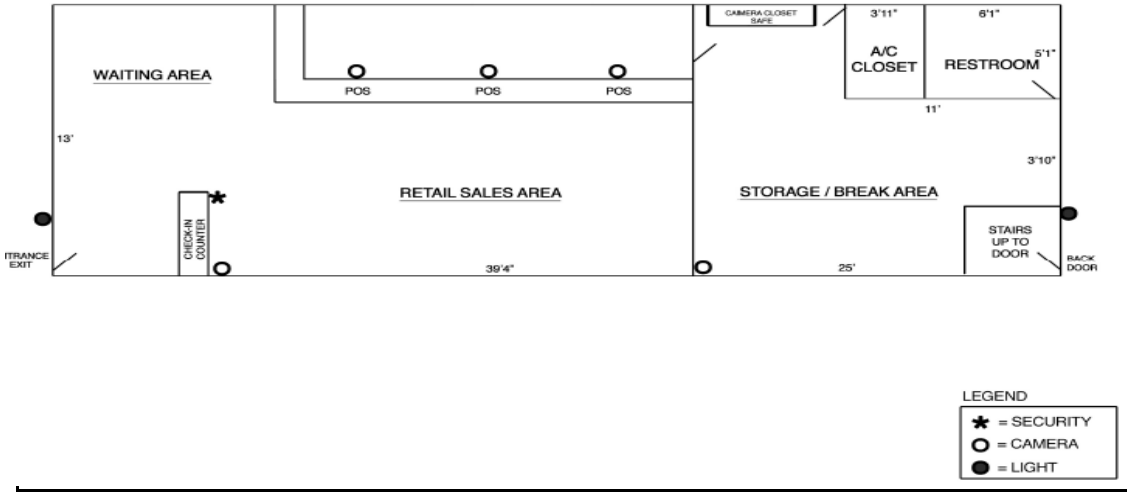 CAIMERA CLOSET
SAFE
3'11"
6'1"
WAITING AREA
A/C
CLOSET
5'1"
RESTROOM
POS
POS
POS
11'
13'
3'10"
RETAIL SALES AREA
STORAGE / BREAK AREA
CHECK-IN
COUNTER
STAIRS
UP TO
DOOR
ITRANCE
EXIT
BACK
DOOR
39'4"
25'
LEGEND
* = SECURITY
= CAMERA
= LIGHT